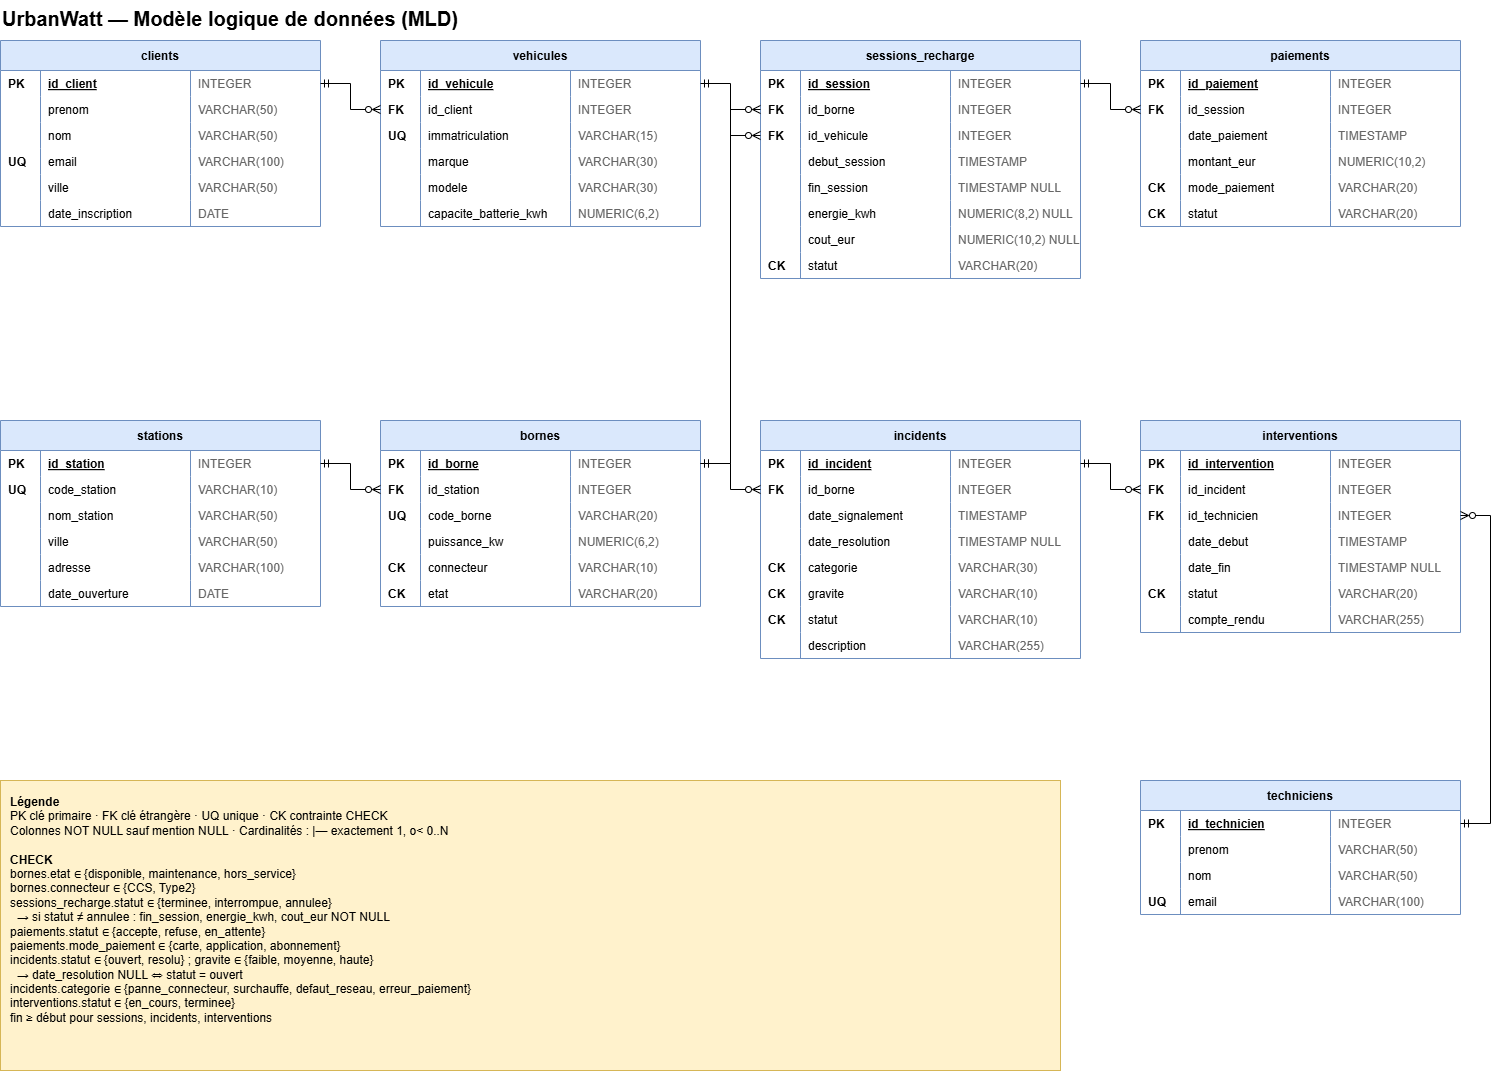 UrbanWatt — Modèle logique de données (MLD)
clients
PK id_client INTEGER
prenom VARCHAR(50)
nom VARCHAR(50)
UQ email VARCHAR(100)
ville VARCHAR(50)
date_inscription DATE
vehicules
PK id_vehicule INTEGER
FK id_client INTEGER
UQ immatriculation VARCHAR(15)
marque VARCHAR(30)
modele VARCHAR(30)
capacite_batterie_kwh NUMERIC(6,2)
sessions_recharge
PK id_session INTEGER
FK id_borne INTEGER
FK id_vehicule INTEGER
debut_session TIMESTAMP
fin_session TIMESTAMP NULL
energie_kwh NUMERIC(8,2) NULL
cout_eur NUMERIC(10,2) NULL
CK statut VARCHAR(20)
paiements
PK id_paiement INTEGER
FK id_session INTEGER
date_paiement TIMESTAMP
montant_eur NUMERIC(10,2)
CK mode_paiement VARCHAR(20)
CK statut VARCHAR(20)
stations
PK id_station INTEGER
UQ code_station VARCHAR(10)
nom_station VARCHAR(50)
ville VARCHAR(50)
adresse VARCHAR(100)
date_ouverture DATE
bornes
PK id_borne INTEGER
FK id_station INTEGER
UQ code_borne VARCHAR(20)
puissance_kw NUMERIC(6,2)
CK connecteur VARCHAR(10)
CK etat VARCHAR(20)
incidents
PK id_incident INTEGER
FK id_borne INTEGER
date_signalement TIMESTAMP
date_resolution TIMESTAMP NULL
CK categorie VARCHAR(30)
CK gravite VARCHAR(10)
CK statut VARCHAR(10)
description VARCHAR(255)
interventions
PK id_intervention INTEGER
FK id_incident INTEGER
FK id_technicien INTEGER
date_debut TIMESTAMP
date_fin TIMESTAMP NULL
CK statut VARCHAR(20)
compte_rendu VARCHAR(255)
Légende
PK clé primaire · FK clé étrangère · UQ unique · CK contrainte CHECK
Colonnes NOT NULL sauf mention NULL · Cardinalités : |— exactement 1, o< 0..N
CHECK
bornes.etat ∈ {disponible, maintenance, hors_service}
bornes.connecteur ∈ {CCS, Type2}
sessions_recharge.statut ∈ {terminee, interrompue, annulee}
→ si statut ≠ annulee : fin_session, energie_kwh, cout_eur NOT NULL
paiements.statut ∈ {accepte, refuse, en_attente}
paiements.mode_paiement ∈ {carte, application, abonnement}
incidents.statut ∈ {ouvert, resolu} ; gravite ∈ {faible, moyenne, haute}
→ date_resolution NULL ⇔ statut = ouvert
incidents.categorie ∈ {panne_connecteur, surchauffe, defaut_reseau, erreur_paiement}
interventions.statut ∈ {en_cours, terminee}
fin ≥ début pour sessions, incidents, interventions
techniciens
PK id_technicien INTEGER
prenom VARCHAR(50)
nom VARCHAR(50)
UQ email VARCHAR(100)